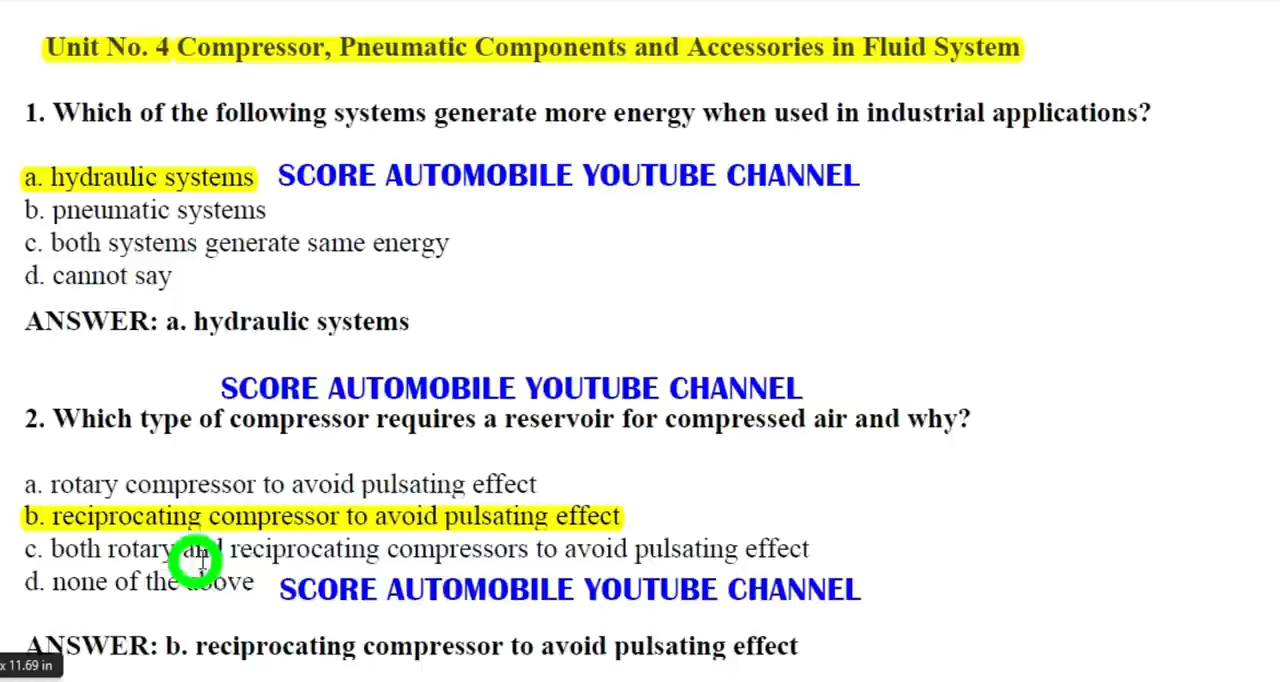 Unit No. 4 Compressor, Pneumatic Components and Accessories in Fluid System
1. Which of the following systems generate more energy when used in industrial applications?
a. hydraulic systems SCORE AUTOMOBILE YOUTUBE CHANNEL
b. pneumatic systems
c. both systems generate same energy
d. cannot say
ANSWER: a. hydraulic systems
SCORE AUTOMOBILE YOUTUBE CHANNEL
2. Which type of compressor requires a reservoir for compressed air and why?
a. rotary compressor to avoid pulsating effect
b. reciprocating compressor to avoid pulsating effect
c. both rotary and reciprocating compressors to avoid pulsating effect
d. none of the above SCORE AUTOMOBILE YOUTUBE CHANNEL
ANSWER: b. reciprocating compressor to avoid pulsating effect
x 11.69 in